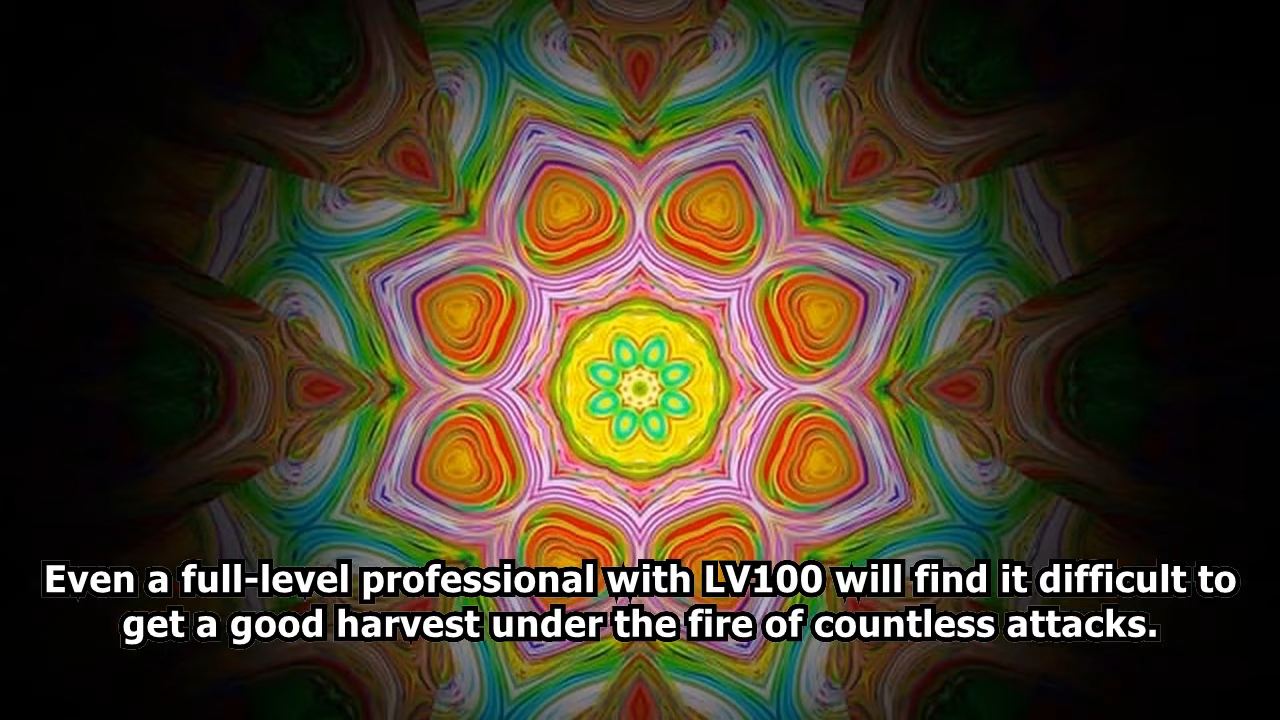 Even a full-level professional with LV100 will find it difficult to
get a good harvest under the fire of countless attacks.